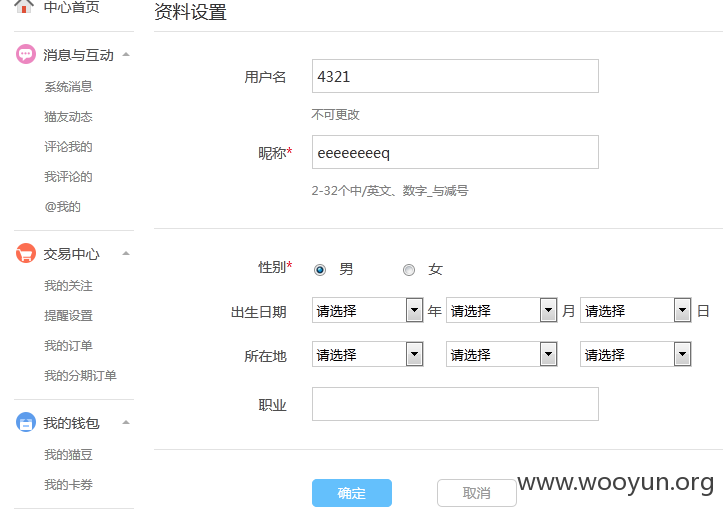 中心首页
消息与互动
系统消息
猫友动态
评论我的
我评论的
@我的
交易中心
我的关注
提醒设置
我的订单
我的分期订单
我的钱包
我的猫豆
我的卡券
资料设置
用户名 4321
不可更改
昵称* eeeeeeeeq
2-32个中/英文、数字_与减号
性别* 男 女
出生日期 请选择 年 请选择 月 请选择 日
所在地 请选择 请选择 请选择
职业
确定 取消
www.wooyun.org